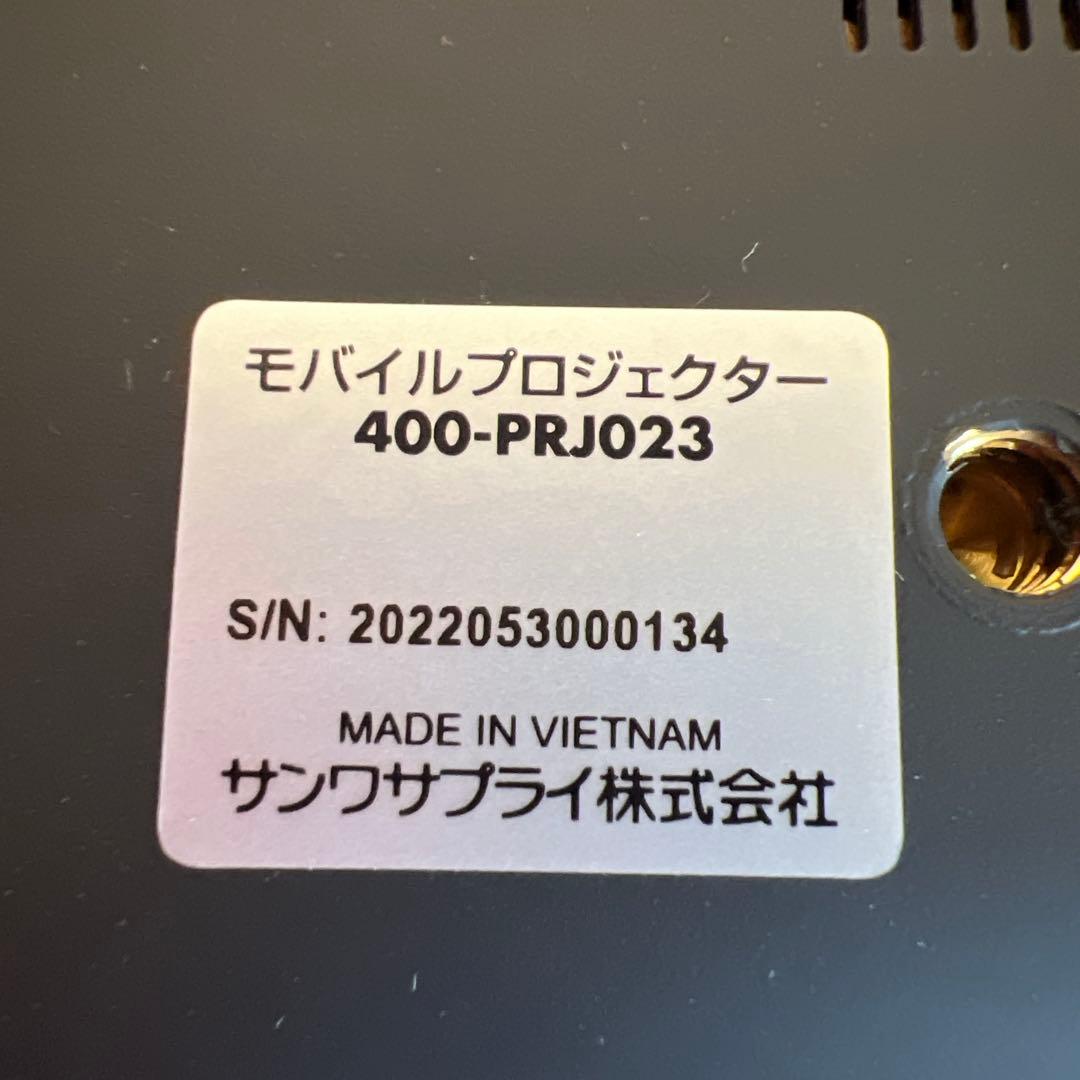 モバイルプロジェクター
400-PRJ023
S/N: 2022053000134
MADE IN VIETNAM
サンワサプライ株式会社